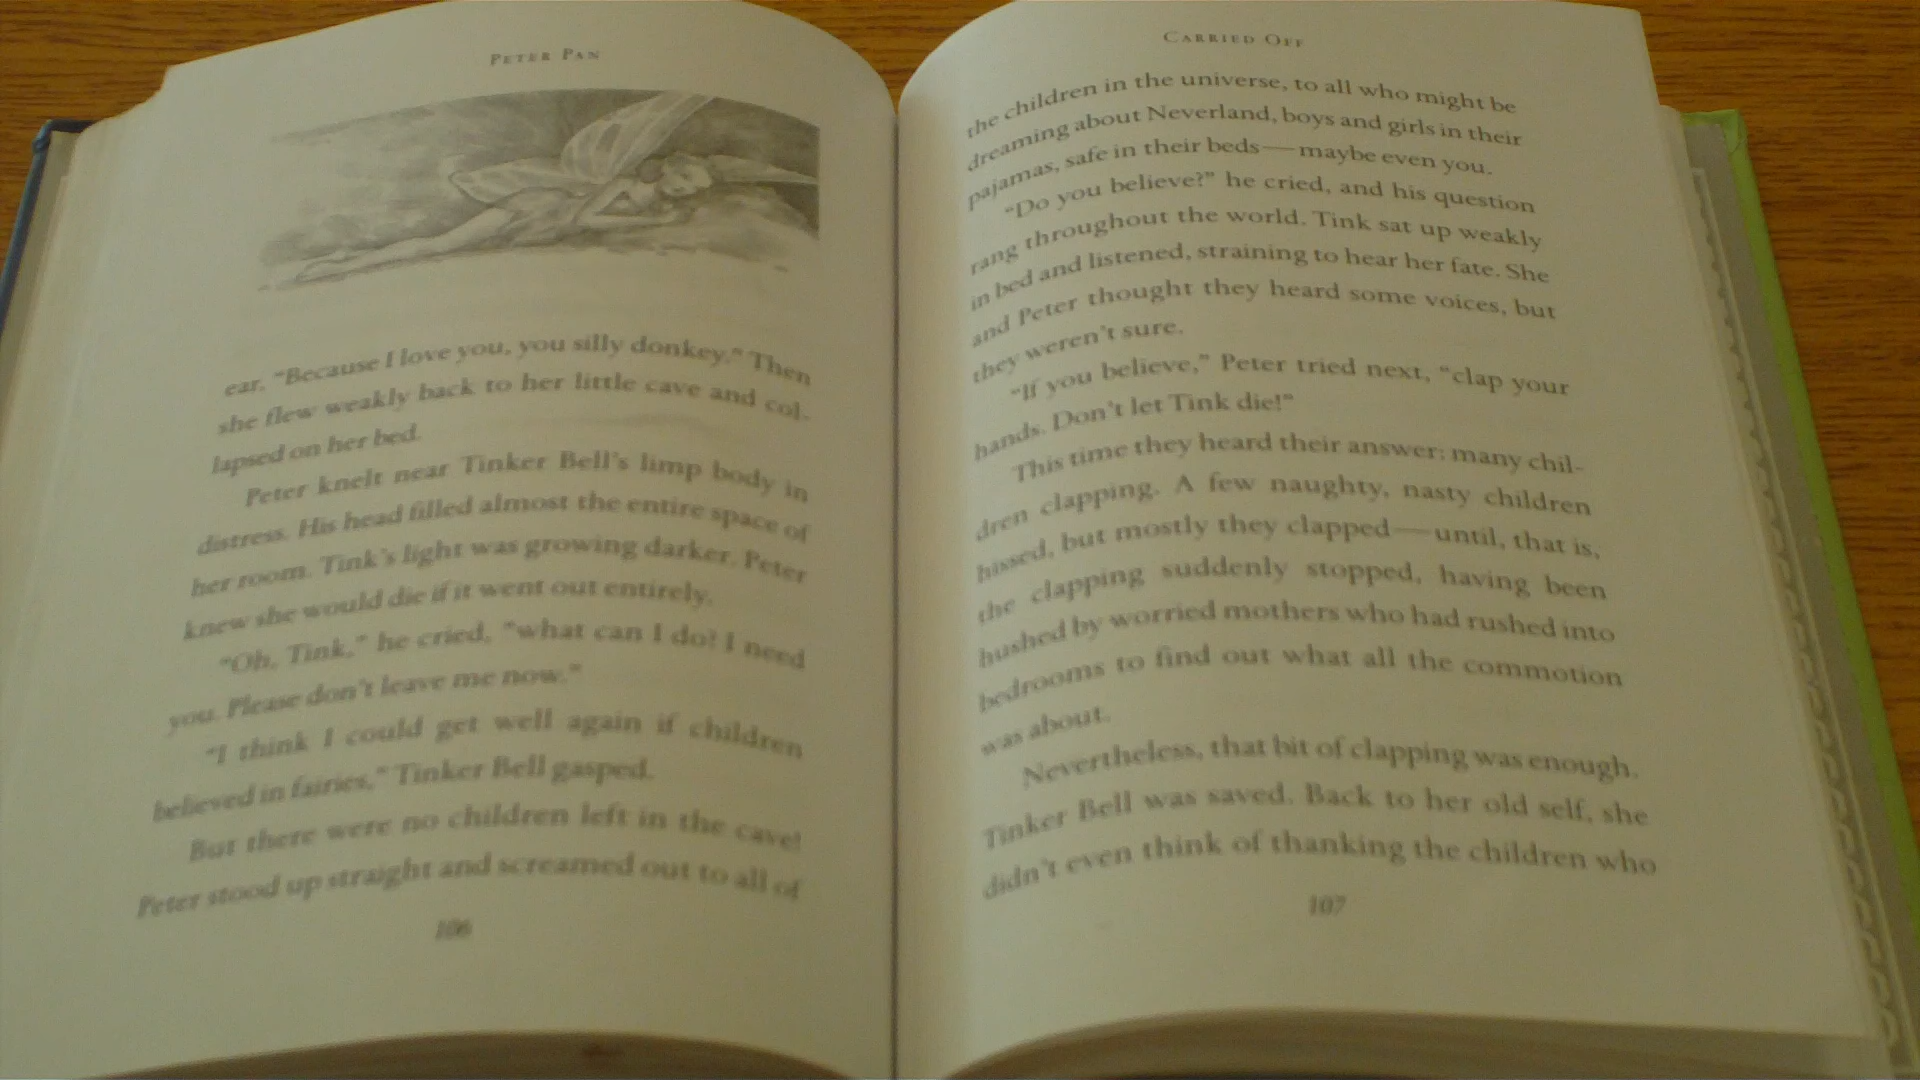 PETER PAN
ear. “Because I love you, you silly donkey.” Then
she flew weakly back to her little cave and col-
lapsed on her bed.
Peter knelt near Tinker Bell’s limp body in
distress. His head filled almost the entire space of
her room. Tink’s light was growing darker. Peter
knew she would die if it went out entirely.
“Oh, Tink,” he cried, “what can I do? I need
you. Please don’t leave me now.”
“I think I could get well again if children
believed in fairies,” Tinker Bell gasped.
But there were no children left in the cave!
Peter stood up straight and screamed out to all of
106
CARRIED OFF
the children in the universe, to all who might be
dreaming about Neverland, boys and girls in their
pajamas, safe in their beds—maybe even you.
“Do you believe?” he cried, and his question
rang throughout the world. Tink sat up weakly
in bed and listened, straining to hear her fate. She
and Peter thought they heard some voices, but
they weren’t sure.
“If you believe,” Peter tried next, “clap your
hands. Don’t let Tink die!”
This time they heard their answer: many chil-
dren clapping. A few naughty, nasty children
hissed, but mostly they clapped—until, that is,
the clapping suddenly stopped, having been
hushed by worried mothers who had rushed into
bedrooms to find out what all the commotion
was about.
Nevertheless, that bit of clapping was enough.
Tinker Bell was saved. Back to her old self, she
didn’t even think of thanking the children who
107